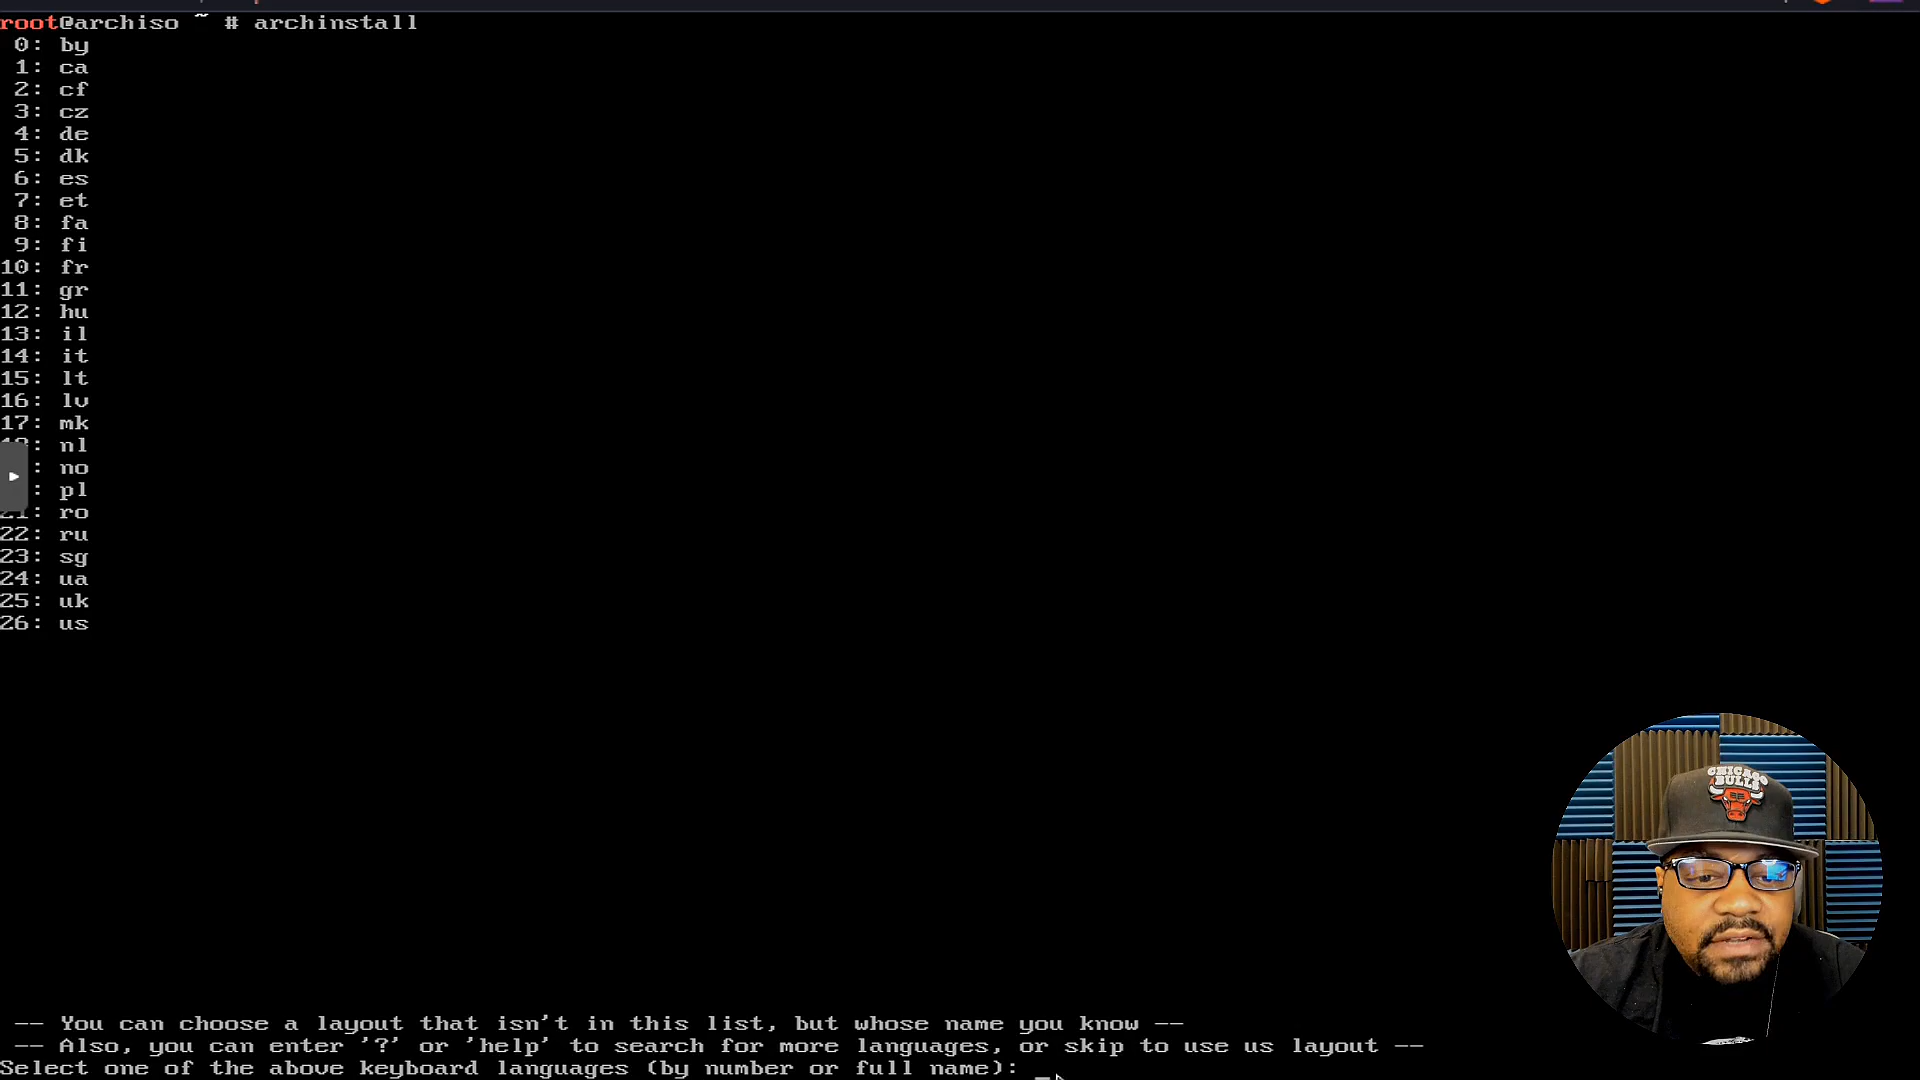 root@archiso ~ # archinstall
0: by
1: ca
2: cf
3: cz
4: de
5: dk
6: es
7: et
8: fa
9: fi
10: fr
11: gr
12: hu
13: il
14: it
15: lt
16: lv
17: mk
: nl
: no
: pl
: ro
22: ru
23: sg
24: ua
25: uk
26: us
CHICAGO
BULLS
-- You can choose a layout that isn't in this list, but whose name you know --
-- Also, you can enter '?' or 'help' to search for more languages, or skip to use us layout --
Select one of the above keyboard languages (by number or full name): _